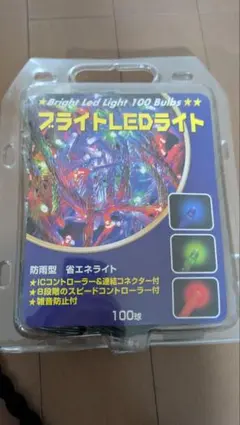 ★Bright Led Light 100 Bulbs★★
ブライトLEDライト
防雨型 省エネライト
★ICコントローラー&連結コネクター付
★8段階のスピードコントローラー付
★雑音防止付
100球